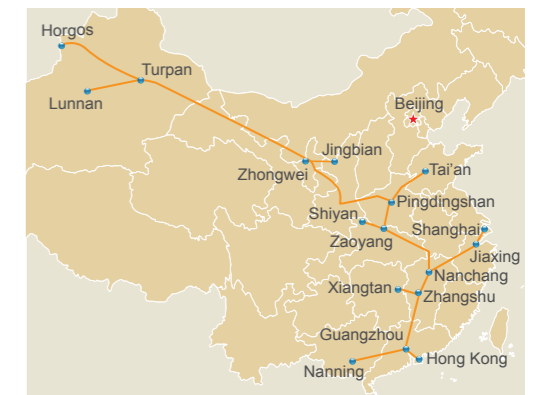 Horgos
Turpan
Lunnan
Beijing
Jingbian
Zhongwei
Tai'an
Pingdingshan
Shiyan
Shanghai
Zaoyang
Jiaxing
Nanchang
Xiangtan
Zhangshu
Guangzhou
Hong Kong
Nanning